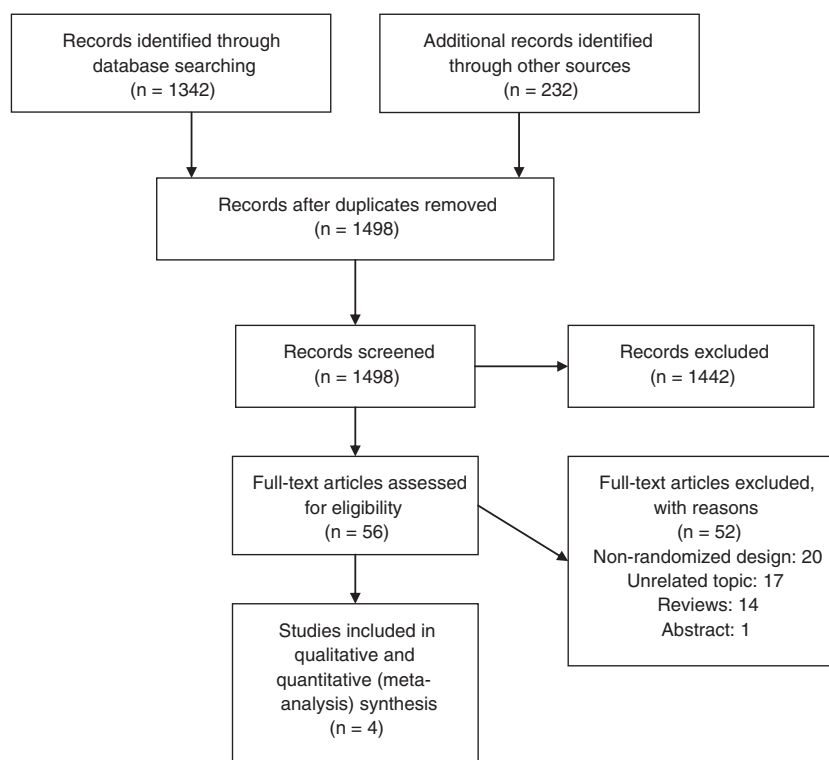 Records identified through
database searching
(n = 1342)
Additional records identified
through other sources
(n = 232)
Records after duplicates removed
(n = 1498)
Records screened
(n = 1498)
Records excluded
(n = 1442)
Full-text articles assessed
for eligibility
(n = 56)
Full-text articles excluded,
with reasons
(n = 52)
Non-randomized design: 20
Unrelated topic: 17
Reviews: 14
Abstract: 1
Studies included in
qualitative and
quantitative (meta-
analysis) synthesis
(n = 4)